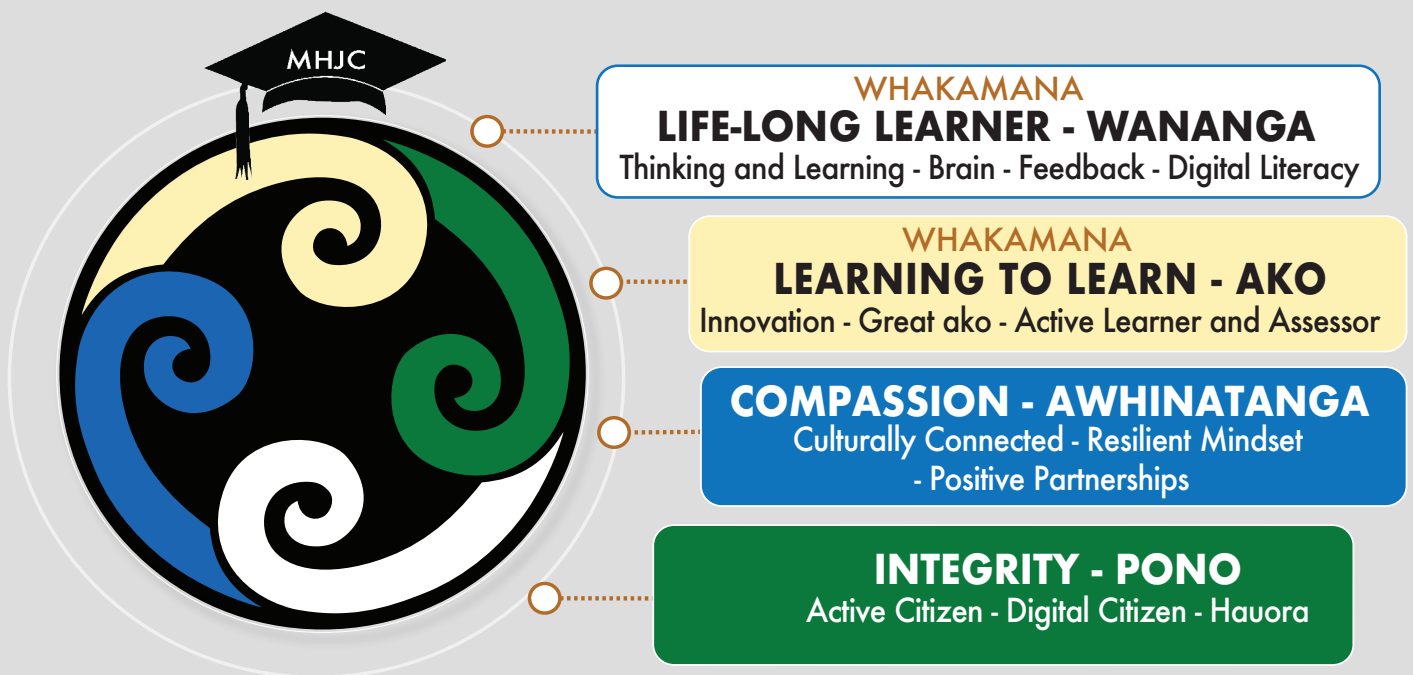 MHJC
WHAKAMANA
LIFE-LONG LEARNER - WANANGA
Thinking and Learning - Brain - Feedback - Digital Literacy
WHAKAMANA
LEARNING TO LEARN - AKO
Innovation - Great ako - Active Learner and Assessor
COMPASSION - AWHINATANGA
Culturally Connected - Resilient Mindset
- Positive Partnerships
INTEGRITY - PONO
Active Citizen - Digital Citizen - Hauora